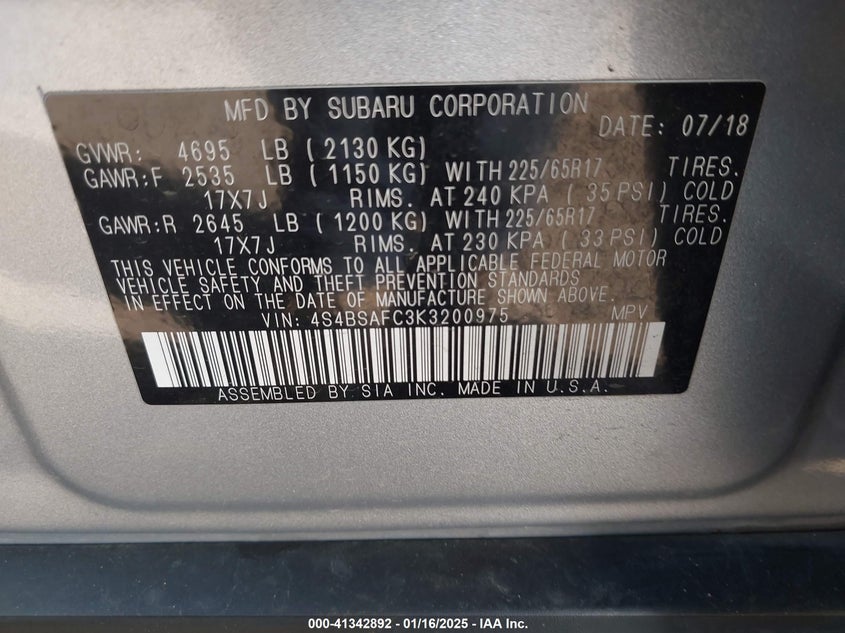 MFD BY SUBARU CORPORATION
DATE: 07/18
GVWR: 4695 LB ( 2130 KG)
GAWR:F 2535 LB ( 1150 KG) WITH 225/65R17 TIRES.
17X7J RIMS. AT 240 KPA ( 35 PSI) COLD
GAWR:R 2645 LB ( 1200 KG) WITH 225/65R17 TIRES.
17X7J RIMS. AT 230 KPA ( 33 PSI) COLD
THIS VEHICLE CONFORMS TO ALL APPLICABLE FEDERAL MOTOR
VEHICLE SAFETY AND THEFT PREVENTION STANDARDS
IN EFFECT ON THE DATE OF MANUFACTURE SHOWN ABOVE.
VIN: 4S4BSAFC3K3200975 MPV
ASSEMBLED BY SIA INC. MADE IN U.S.A.
000-41342892 - 01/16/2025 - IAA Inc.